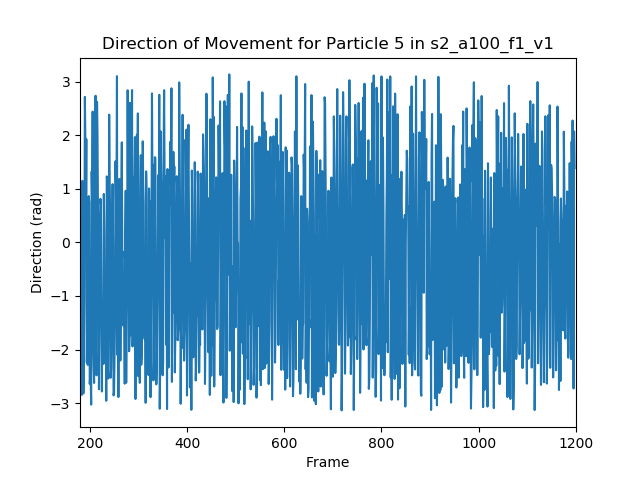 Direction of Movement for Particle 5 in s2_a100_f1_v1
3
2
1
0
−1
−2
−3
Direction (rad)
200 400 600 800 1000 1200
Frame